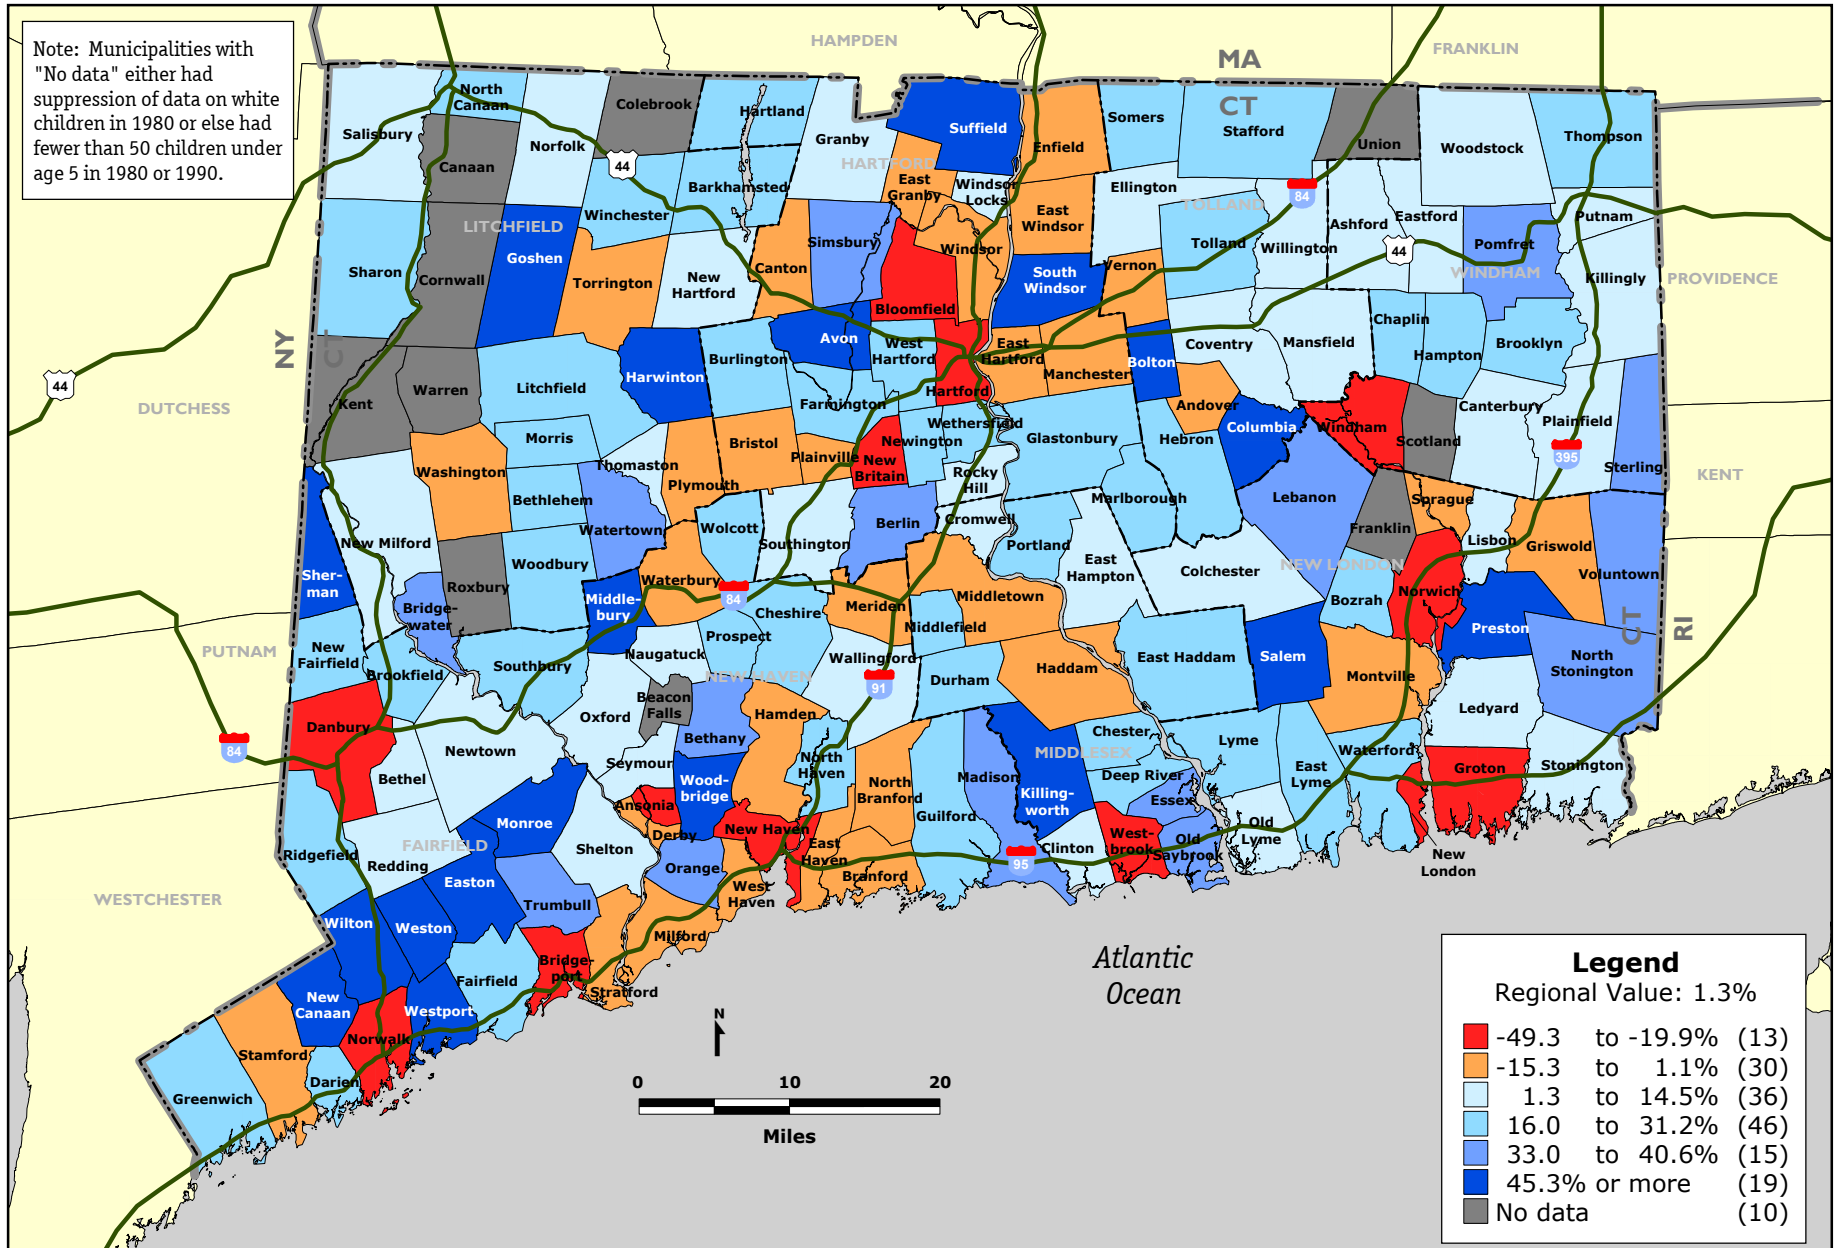 Note: Municipalities with
"No data" either had
suppression of data on white
children in 1980 or else had
fewer than 50 children under
age 5 in 1980 or 1990.
HAMPDEN
MA
FRANKLIN
CT
North
Canaan
Colebrook
Hartland
Granby
Suffield
Enfield
Somers
Stafford
Union
Woodstock
Thompson
Salisbury
Canaan
Norfolk
44
HARTFORD
East
Granby
Windsor
Locks
Barkhamsted
Winchester
Ellington
TOLLAND
84
Ashford
Eastford
Putnam
LITCHFIELD
Goshen
Simsbury
Windsor
East
Windsor
Tolland
Willington
44
Pomfret
WINDHAM
Killingly
PROVIDENCE
Sharon
Cornwall
Torrington
New
Hartford
Canton
Bloomfield
South
Windsor
Vernon
NY
CT
44
DUTCHESS
Kent
Warren
Litchfield
Harwinton
Burlington
Avon
West
Hartford
Hartford
East
Hartford
Manchester
Bolton
Coventry
Mansfield
Chaplin
Hampton
Brooklyn
Farmington
Andover
Columbia
Windham
Scotland
Canterbury
Plainfield
395
Sterling
KENT
Washington
Morris
Thomaston
Bristol
Plainville
New
Britain
Newington
Wethersfield
Glastonbury
Hebron
Rocky
Hill
Marlborough
Lebanon
Franklin
Sprague
Lisbon
Griswold
Voluntown
Bethlehem
Plymouth
Watertown
Wolcott
Southington
Berlin
Cromwell
Portland
East
Hampton
Colchester
NEW LONDON
Bozrah
Norwich
Preston
CT
RI
New Milford
Sher-
man
Bridge-
water
Roxbury
Woodbury
Middle-
bury
Waterbury
84
Cheshire
Meriden
Middletown
Middlefield
PUTNAM
New
Fairfield
Brookfield
Southbury
Naugatuck
Prospect
Wallingford
NEW HAVEN
91
Durham
Haddam
East Haddam
Salem
Montville
North
Stonington
84
Danbury
Beacon
Falls
Oxford
Bethany
Hamden
Ledyard
Newtown
Bethel
Seymour
Wood-
bridge
North
Haven
North
Branford
Madison
MIDDLESEX
Killing-
worth
Chester
Deep River
Essex
Lyme
East
Lyme
Waterford
Groton
Stonington
Ansonia
Derby
New Haven
East
Haven
Guilford
Clinton
West-
brook
Old
Saybrook
Old
Lyme
New
London
Ridgefield
Redding
FAIRFIELD
Monroe
Shelton
Orange
West
Haven
Branford
95
WESTCHESTER
Easton
Trumbull
Milford
Wilton
Weston
Fairfield
Bridge-
port
Stratford
New
Canaan
Westport
Norwalk
Stamford
Darien
Greenwich
Atlantic
Ocean
N
0 10 20
Miles
Legend
Regional Value: 1.3%
-49.3 to -19.9% (13)
-15.3 to 1.1% (30)
1.3 to 14.5% (36)
16.0 to 31.2% (46)
33.0 to 40.6% (15)
45.3% or more (19)
No data (10)